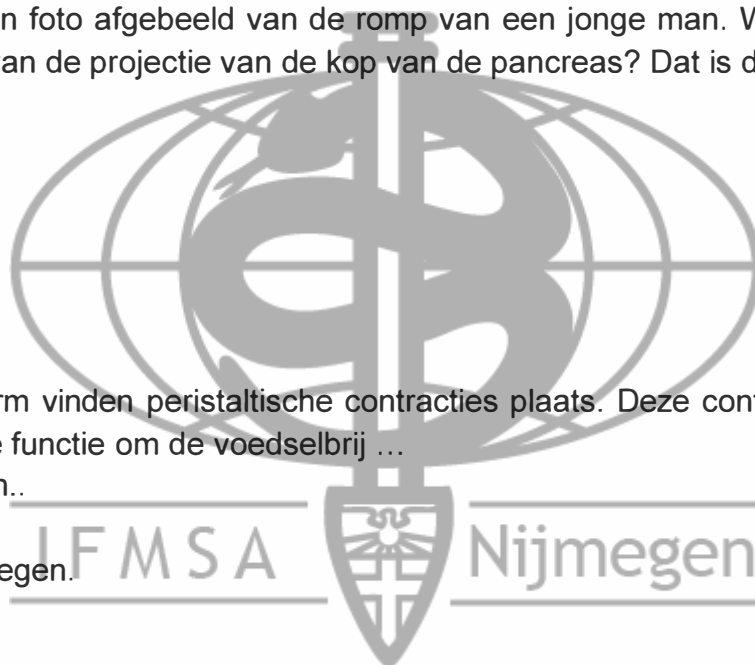 n foto afgebeeld van de romp van een jonge man. W
van de projectie van de kop van de pancreas? Dat is d
rm vinden peristaltische contracties plaats. Deze con
e functie om de voedselbrij …
n..
egen.
IFMSA Nijmegen